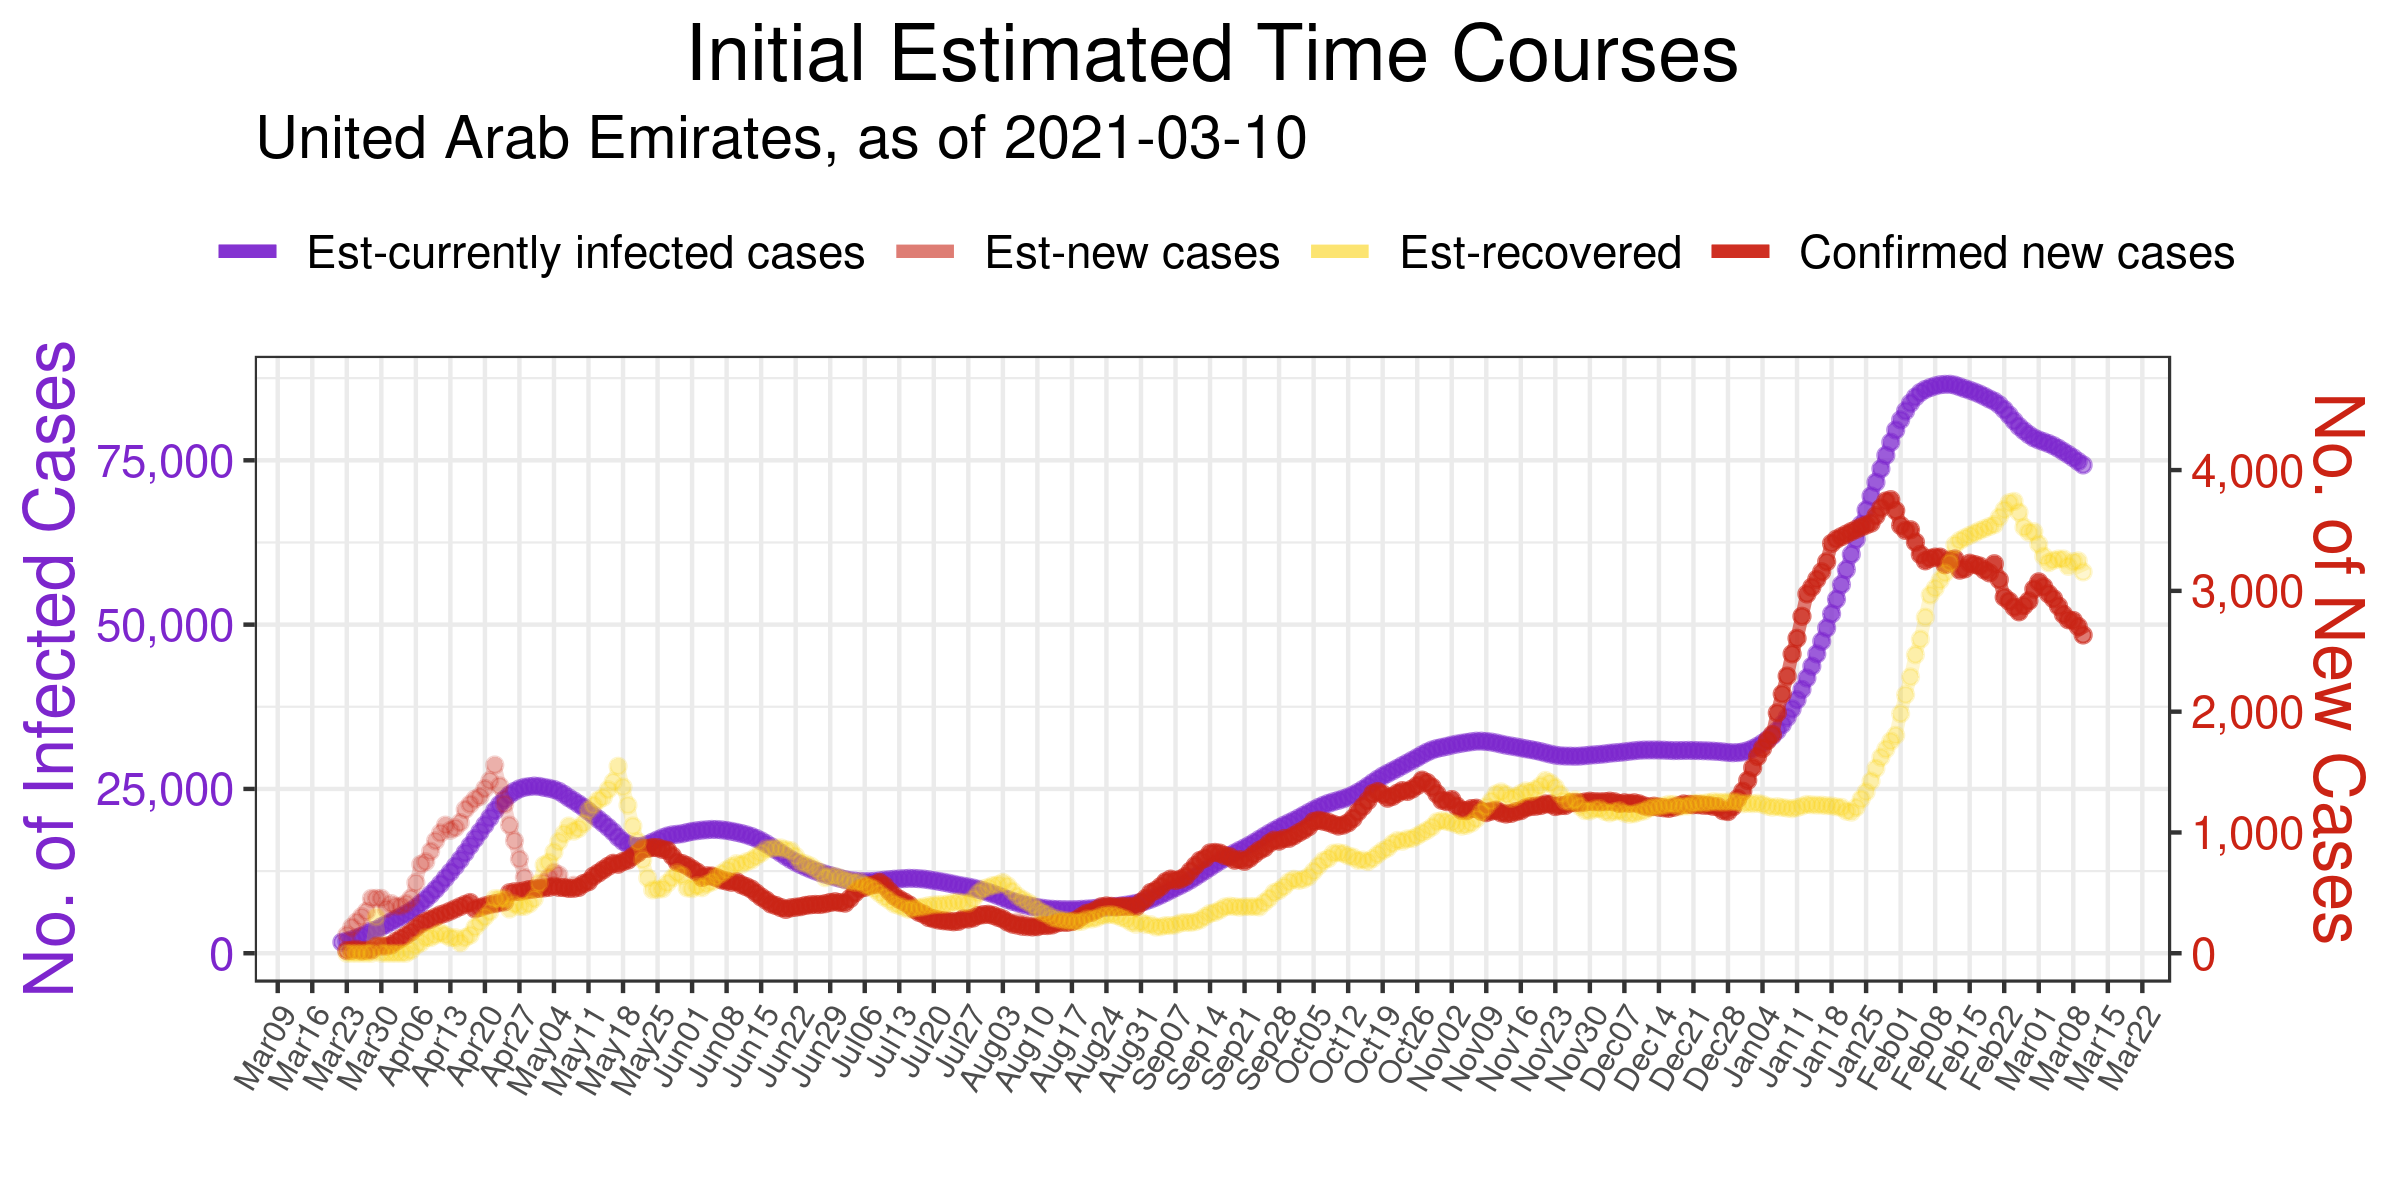 Initial Estimated Time Courses
United Arab Emirates, as of 2021-03-10
Est-currently infected cases Est-new cases Est-recovered Confirmed new cases
No. of Infected Cases
75,000
50,000
25,000
0
No. of New Cases
4,000
3,000
2,000
1,000
0
Mar09 Mar16 Mar23 Mar30 Apr06 Apr13 Apr20 Apr27 May04 May11 May18 May25 Jun01 Jun08 Jun15 Jun22 Jun29 Jul06 Jul13 Jul20 Jul27 Aug03 Aug10 Aug17 Aug24 Aug31 Sep07 Sep14 Sep21 Sep28 Oct05 Oct12 Oct19 Oct26 Nov02 Nov09 Nov16 Nov23 Nov30 Dec07 Dec14 Dec21 Dec28 Jan04 Jan11 Jan18 Jan25 Feb01 Feb08 Feb15 Feb22 Mar01 Mar08 Mar15 Mar22